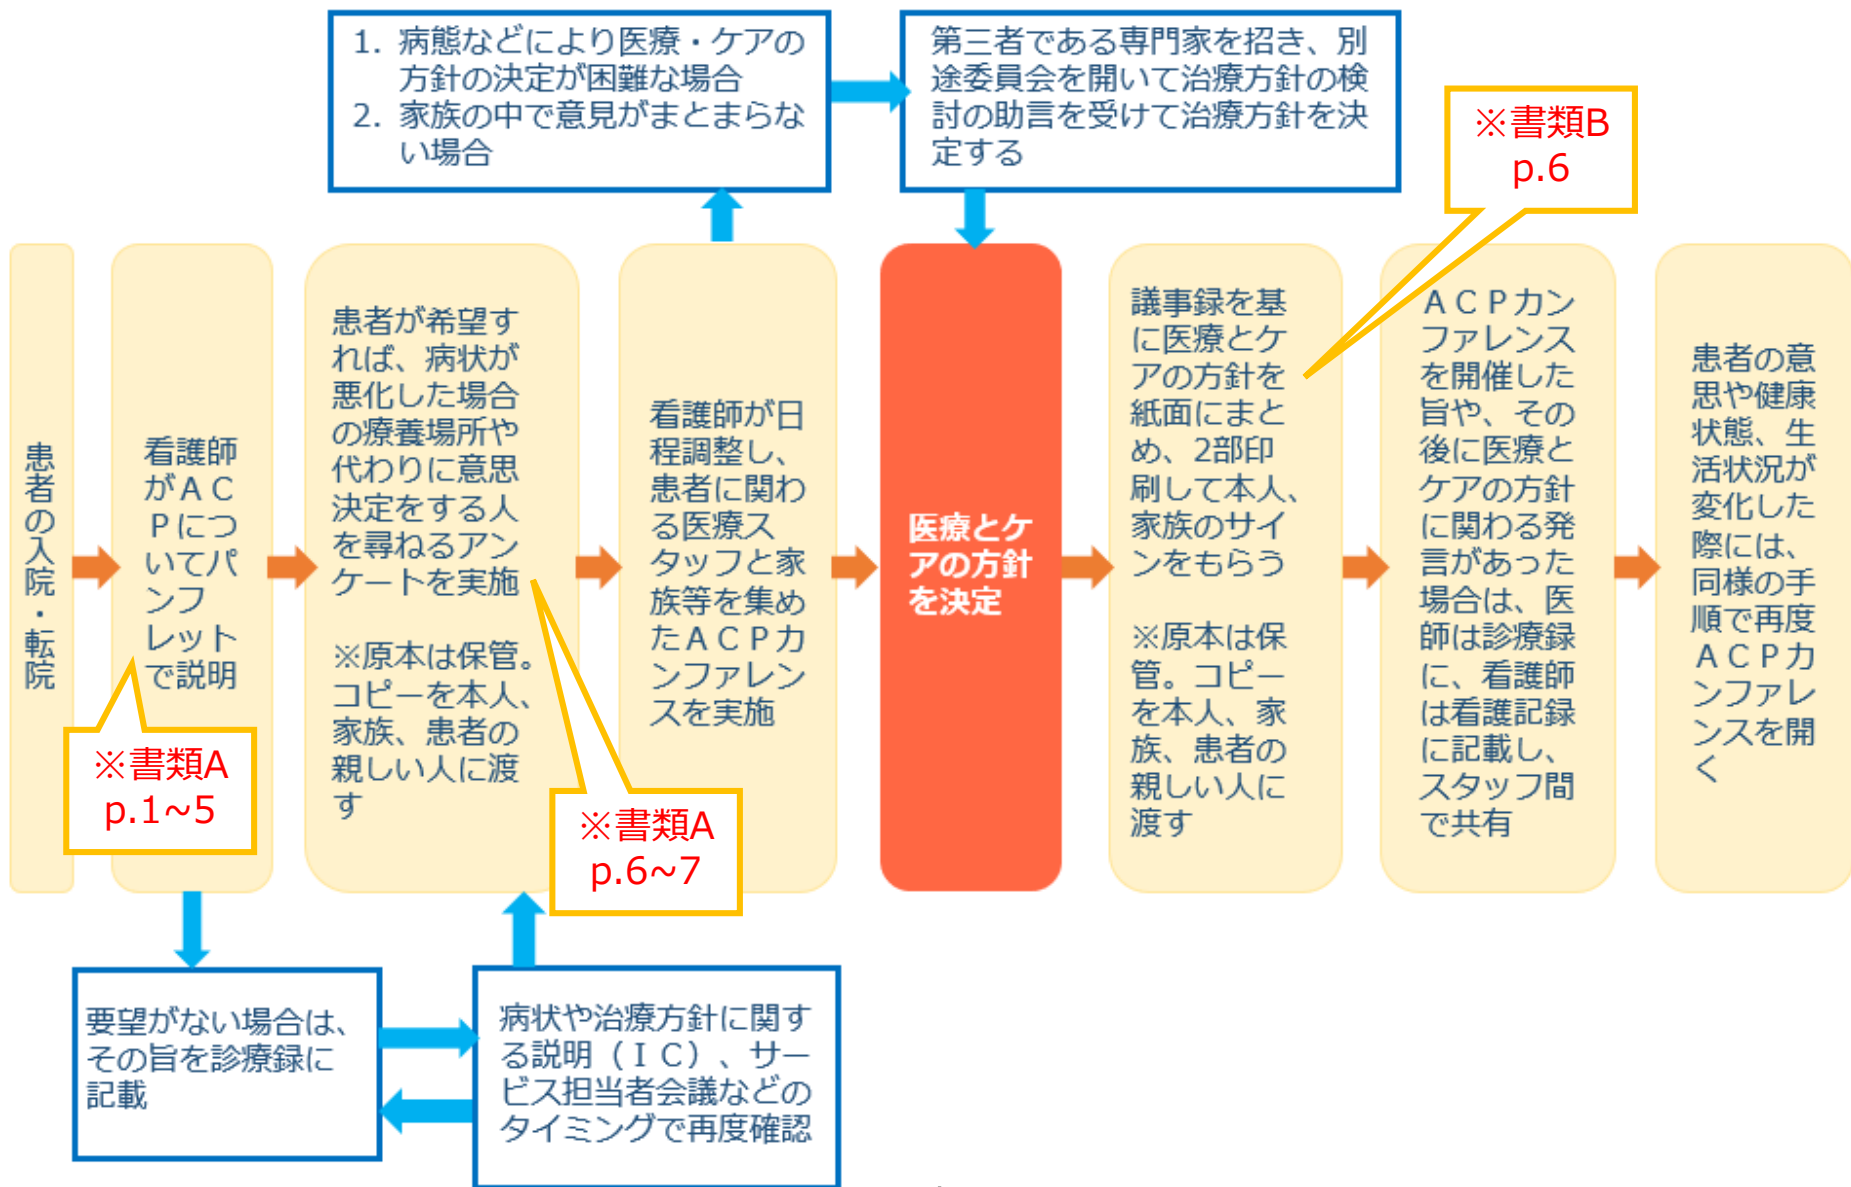 1. 病態などにより医療・ケアの
方針の決定が困難な場合
2. 家族の中で意見がまとまらな
い場合
第三者である専門家を招き、別
途委員会を開いて治療方針の検
討の助言を受けて治療方針を決
定する
※書類B
p.6
患者の入院・転院
看護師
がＡＣ
Ｐにつ
いてパ
ンフ
レット
で説明
※書類A
p.1~5
患者が希望す
れば、病状が
悪化した場合
の療養場所や
代わりに意思
決定をする人
を尋ねるアン
ケートを実施
※原本は保管。
コピーを本人、
家族、患者の
親しい人に渡
す
※書類A
p.6~7
看護師が日
程調整し、
患者に関わ
る医療ス
タッフと家
族等を集め
たＡＣＰカ
ンファレン
スを実施
医療とケ
アの方針
を決定
議事録を基
に医療とケ
アの方針を
紙面にまと
め、2部印
刷して本人、
家族のサイ
ンをもらう
※原本は保
管。コピー
を本人、家
族、患者の
親しい人に
渡す
ＡＣＰカン
ファレンス
を開催した
旨や、その
後に医療と
ケアの方針
に関わる発
言があった
場合は、医
師は診療録
に、看護師
は看護記録
に記載し、
スタッフ間
で共有
患者の意
思や健康
状態、生
活状況が
変化した
際には、
同様の手
順で再度
ＡＣＰカ
ンファレ
ンスを開
く
要望がない場合は、
その旨を診療録に
記載
病状や治療方針に関す
る説明（ＩＣ）、サー
ビス担当者会議などの
タイミングで再度確認